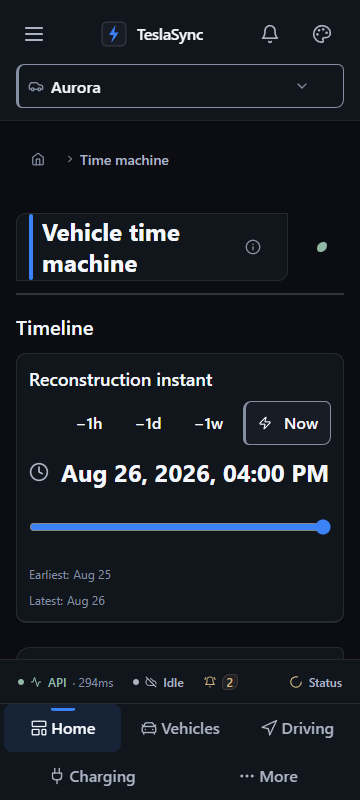 TeslaSync
Aurora
Time machine
Vehicle time
machine
Timeline
Reconstruction instant
−1h −1d −1w Now
Aug 26, 2026, 04:00 PM
Earliest: Aug 25
Latest: Aug 26
API · 294ms Idle 2 Status
Home Vehicles Driving
Charging More